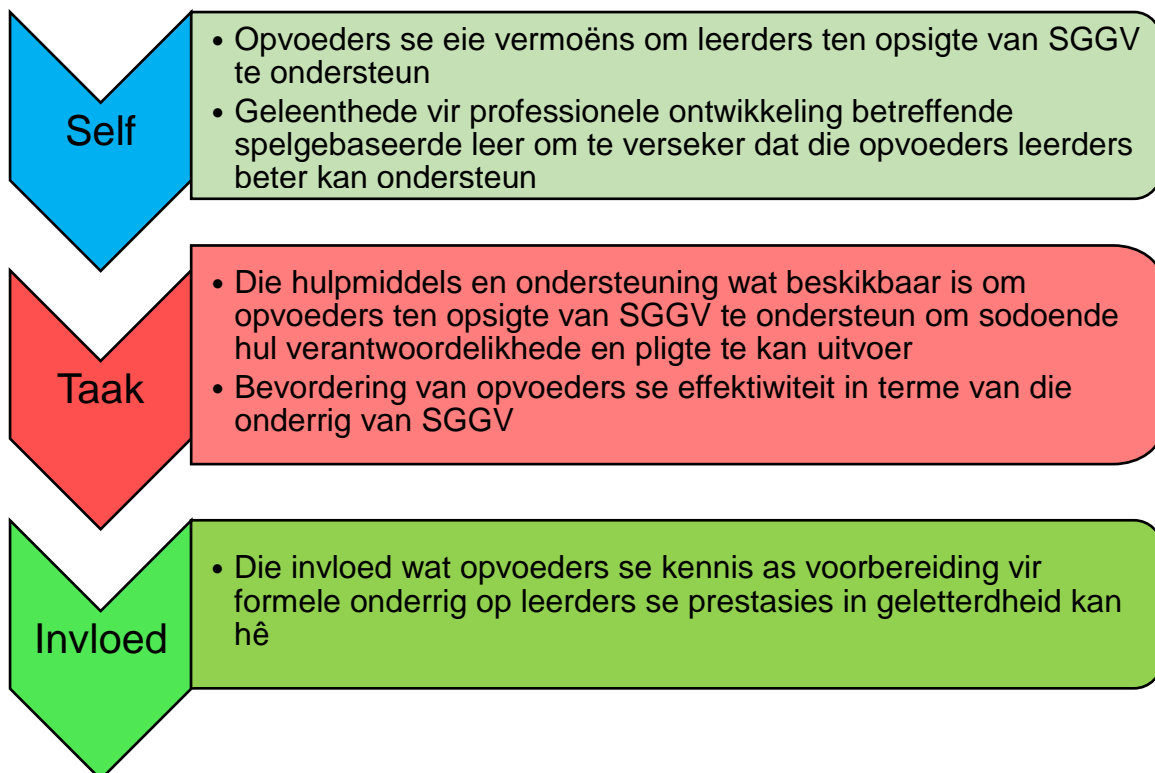 Self
• Opvoeders se eie vermoëns om leerders ten opsigte van SGGV
te ondersteun
• Geleenthede vir professionele ontwikkeling betreffende
spelgebaseerde leer om te verseker dat die opvoeders leerders
beter kan ondersteun
Taak
• Die hulpmiddels en ondersteuning wat beskikbaar is om
opvoeders ten opsigte van SGGV te ondersteun om sodoende
hul verantwoordelikhede en pligte te kan uitvoer
• Bevordering van opvoeders se effektiwiteit in terme van die
onderrig van SGGV
Invloed
• Die invloed wat opvoeders se kennis as voorbereiding vir
formele onderrig op leerders se prestasies in geletterdheid kan
hê